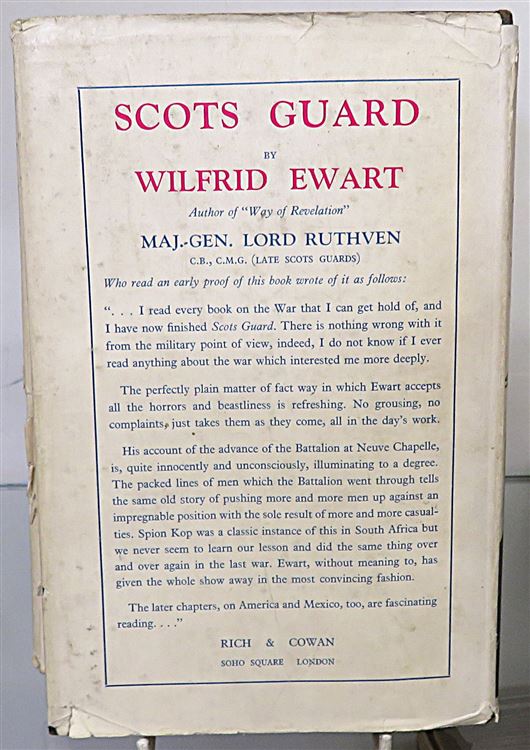 SCOTS GUARD
BY
WILFRID EWART
Author of "Way of Revelation"
MAJ.-GEN. LORD RUTHVEN
C.B., C.M.G. (LATE SCOTS GUARDS)
Who read an early proof of this book wrote of it as follows:
". . . I read every book on the War that I can get hold of, and
I have now finished Scots Guard. There is nothing wrong with it
from the military point of view, indeed, I do not know if I ever
read anything about the war which interested me more deeply.
The perfectly plain matter of fact way in which Ewart accepts
all the horrors and beastliness is refreshing. No grousing, no
complaints, just takes them as they come, all in the day's work.
His account of the advance of the Battalion at Neuve Chapelle,
is, quite innocently and unconsciously, illuminating to a degree.
The packed lines of men which the Battalion went through tells
the same old story of pushing more and more men up against an
impregnable position with the sole result of more and more casual-
ties. Spion Kop was a classic instance of this in South Africa but
we never seem to learn our lesson and did the same thing over
and over again in the last war. Ewart, without meaning to, has
given the whole show away in the most convincing fashion.
The later chapters, on America and Mexico, too, are fascinating
reading. . . ."
RICH & COWAN
SOHO SQUARE LONDON